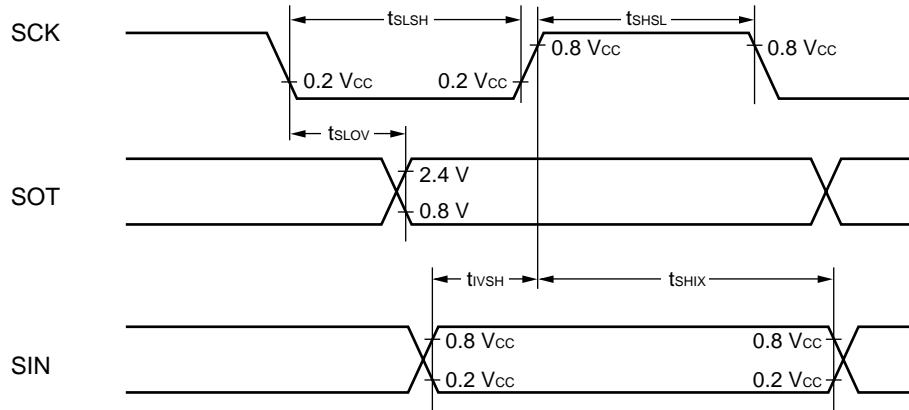 tSLSH
tSHSL
SCK
0.8 VCC
0.8 VCC
0.2 VCC
0.2 VCC
tSLOV
SOT
2.4 V
0.8 V
tIVSH
tSHIX
SIN
0.8 VCC
0.8 VCC
0.2 VCC
0.2 VCC